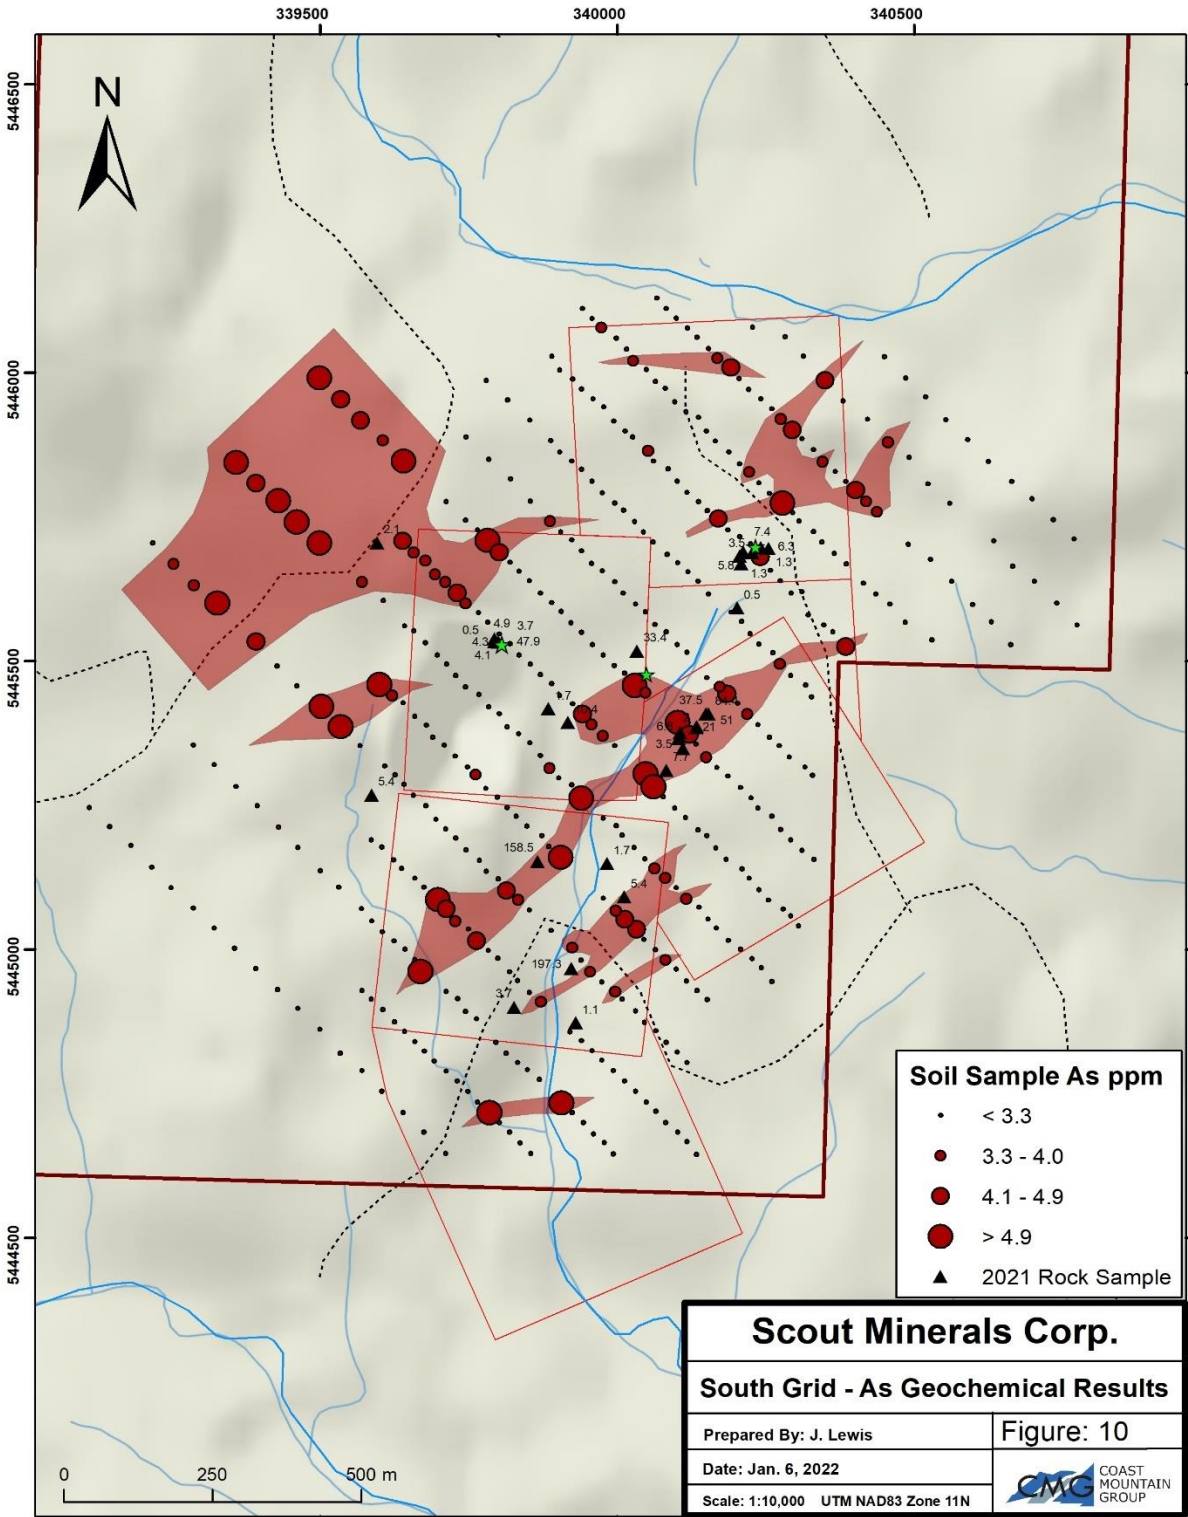 339500 340000 340500
5446500
N
5446000
2.1
7.4
3.5
6.3
5.8
1.3
1.3
0.5
4.9 3.7
0.5
4.3 47.9
4.1
33.4
5445500
37.5
51
21
3.5
7.7
5.4
158.5
1.7
5.4
5445000
197.3
3.7
1.1
Soil Sample As ppm
< 3.3
3.3 - 4.0
4.1 - 4.9
> 4.9
2021 Rock Sample
5444500
Scout Minerals Corp.
South Grid - As Geochemical Results
Prepared By: J. Lewis
Figure: 10
Date: Jan. 6, 2022
Scale: 1:10,000 UTM NAD83 Zone 11N
CMG COAST
MOUNTAIN
GROUP
0 250 500 m